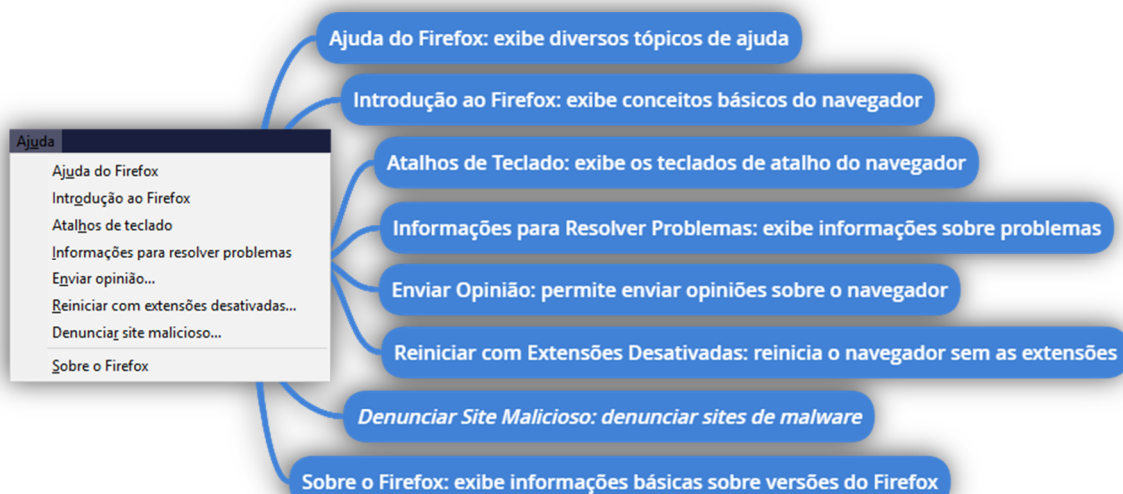 Ajuda
Ajuda do Firefox
Introdução ao Firefox
Atalhos de teclado
Informações para resolver problemas
Enviar opinião...
Reiniciar com extensões desativadas...
Denunciar site malicioso...
Sobre o Firefox
Ajuda do Firefox: exibe diversos tópicos de ajuda
Introdução ao Firefox: exibe conceitos básicos do navegador
Atalhos de Teclado: exibe os teclados de atalho do navegador
Informações para Resolver Problemas: exibe informações sobre problemas
Enviar Opinião: permite enviar opiniões sobre o navegador
Reiniciar com Extensões Desativadas: reinicia o navegador sem as extensões
Denunciar Site Malicioso: denunciar sites de malware
Sobre o Firefox: exibe informações básicas sobre versões do Firefox